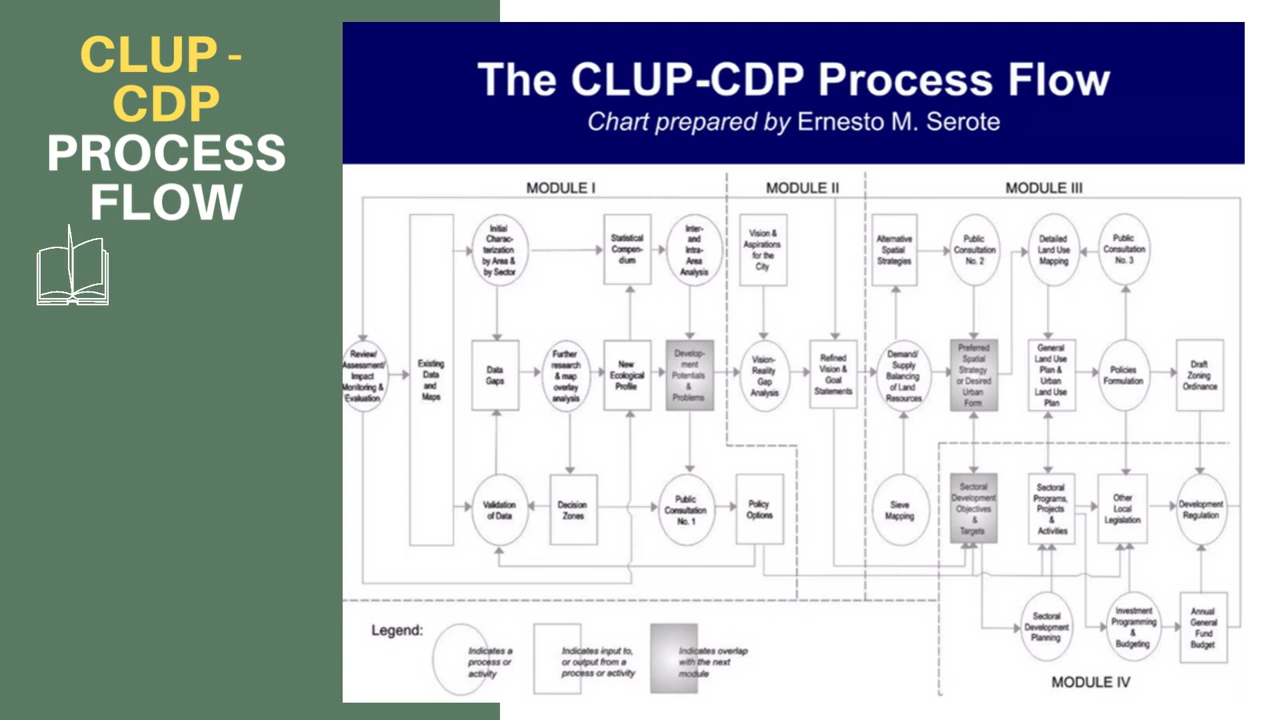 CLUP -
CDP
PROCESS
FLOW
The CLUP-CDP Process Flow
Chart prepared by Ernesto M. Serote
MODULE I
MODULE II
MODULE III
Initial
Charac-
terization
by Area &
by Sector
Statistical
Compen-
dium
Inter-
and
Intra-
Area
Analysis
Vision &
Aspirations
for the
City
Alternative
Spatial
Strategies
Public
Consultation
No. 2
Detailed
Land Use
Mapping
Public
Consultation
No. 3
Review/
Assessment/
Impact
Monitoring &
Evaluation
Existing
Data
and
Maps
Data
Gaps
Further
research
& map
overlay
analysis
New
Ecological
Profile
Develop-
ment
Potentials
&
Problems
Vision-
Reality
Gap
Analysis
Refined
Vision &
Goal
Statements
Demand/
Supply
Balancing
of Land
Resources
Preferred
Spatial
Strategy
or Desired
Urban
Form
General
Land Use
Plan &
Urban
Land Use
Plan
Policies
Formulation
Draft
Zoning
Ordinance
Validation
of Data
Decision
Zones
Public
Consultation
No. 1
Policy
Options
Sieve
Mapping
Sectoral
Development
Objectives
&
Targets
Sectoral
Programs,
Projects
&
Activities
Other
Local
Legislation
Development
Regulation
Sectoral
Development
Planning
Investment
Programming
&
Budgeting
Annual
General
Fund
Budget
Legend:
Indicates a
process or
activity
Indicates input to,
or output from a
process or activity
Indicates overlap
with the next
module
MODULE IV